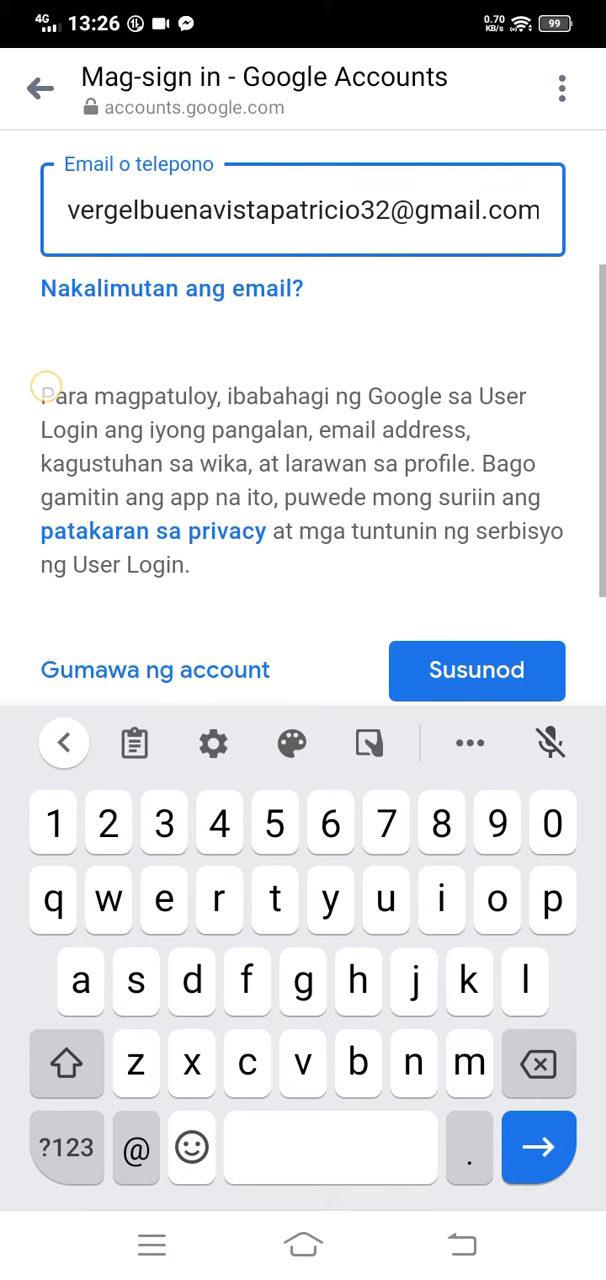 4G 13:26 0.70 KB/s 99
Mag-sign in - Google Accounts
accounts.google.com
Email o telepono
vergelbuenavistapatricio32@gmail.com
Nakalimutan ang email?
Para magpatuloy, ibabahagi ng Google sa User
Login ang iyong pangalan, email address,
kagustuhan sa wika, at larawan sa profile. Bago
gamitin ang app na ito, puwede mong suriin ang
patakaran sa privacy at mga tuntunin ng serbisyo
ng User Login.
Gumawa ng account Susunod
1 2 3 4 5 6 7 8 9 0
q w e r t y u i o p
a s d f g h j k l
z x c v b n m
?123 @ .